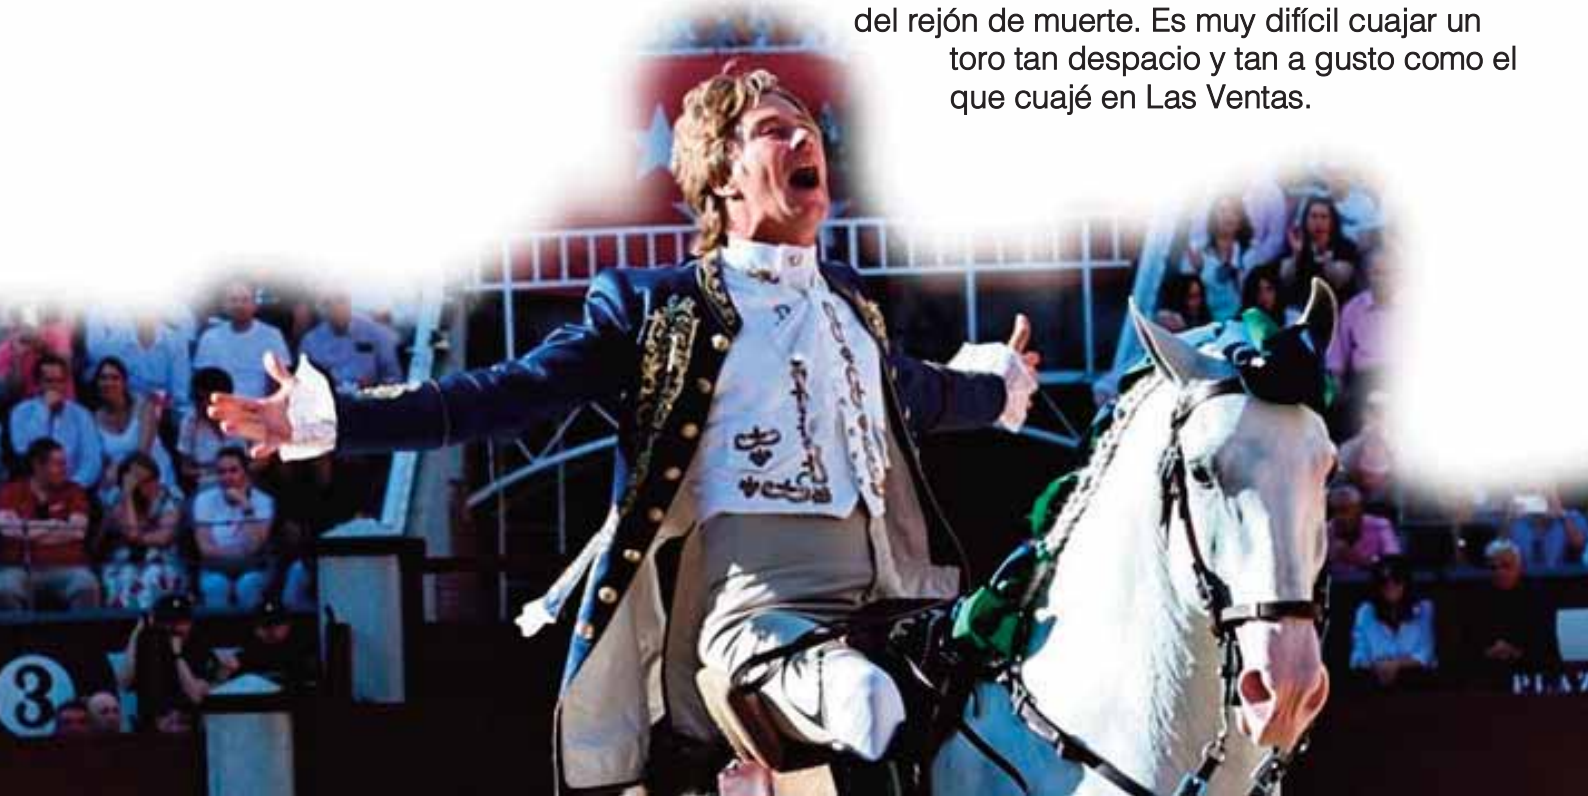 del rejón de muerte. Es muy difícil cuajar un
toro tan despacio y tan a gusto como el
que cuajé en Las Ventas.
3